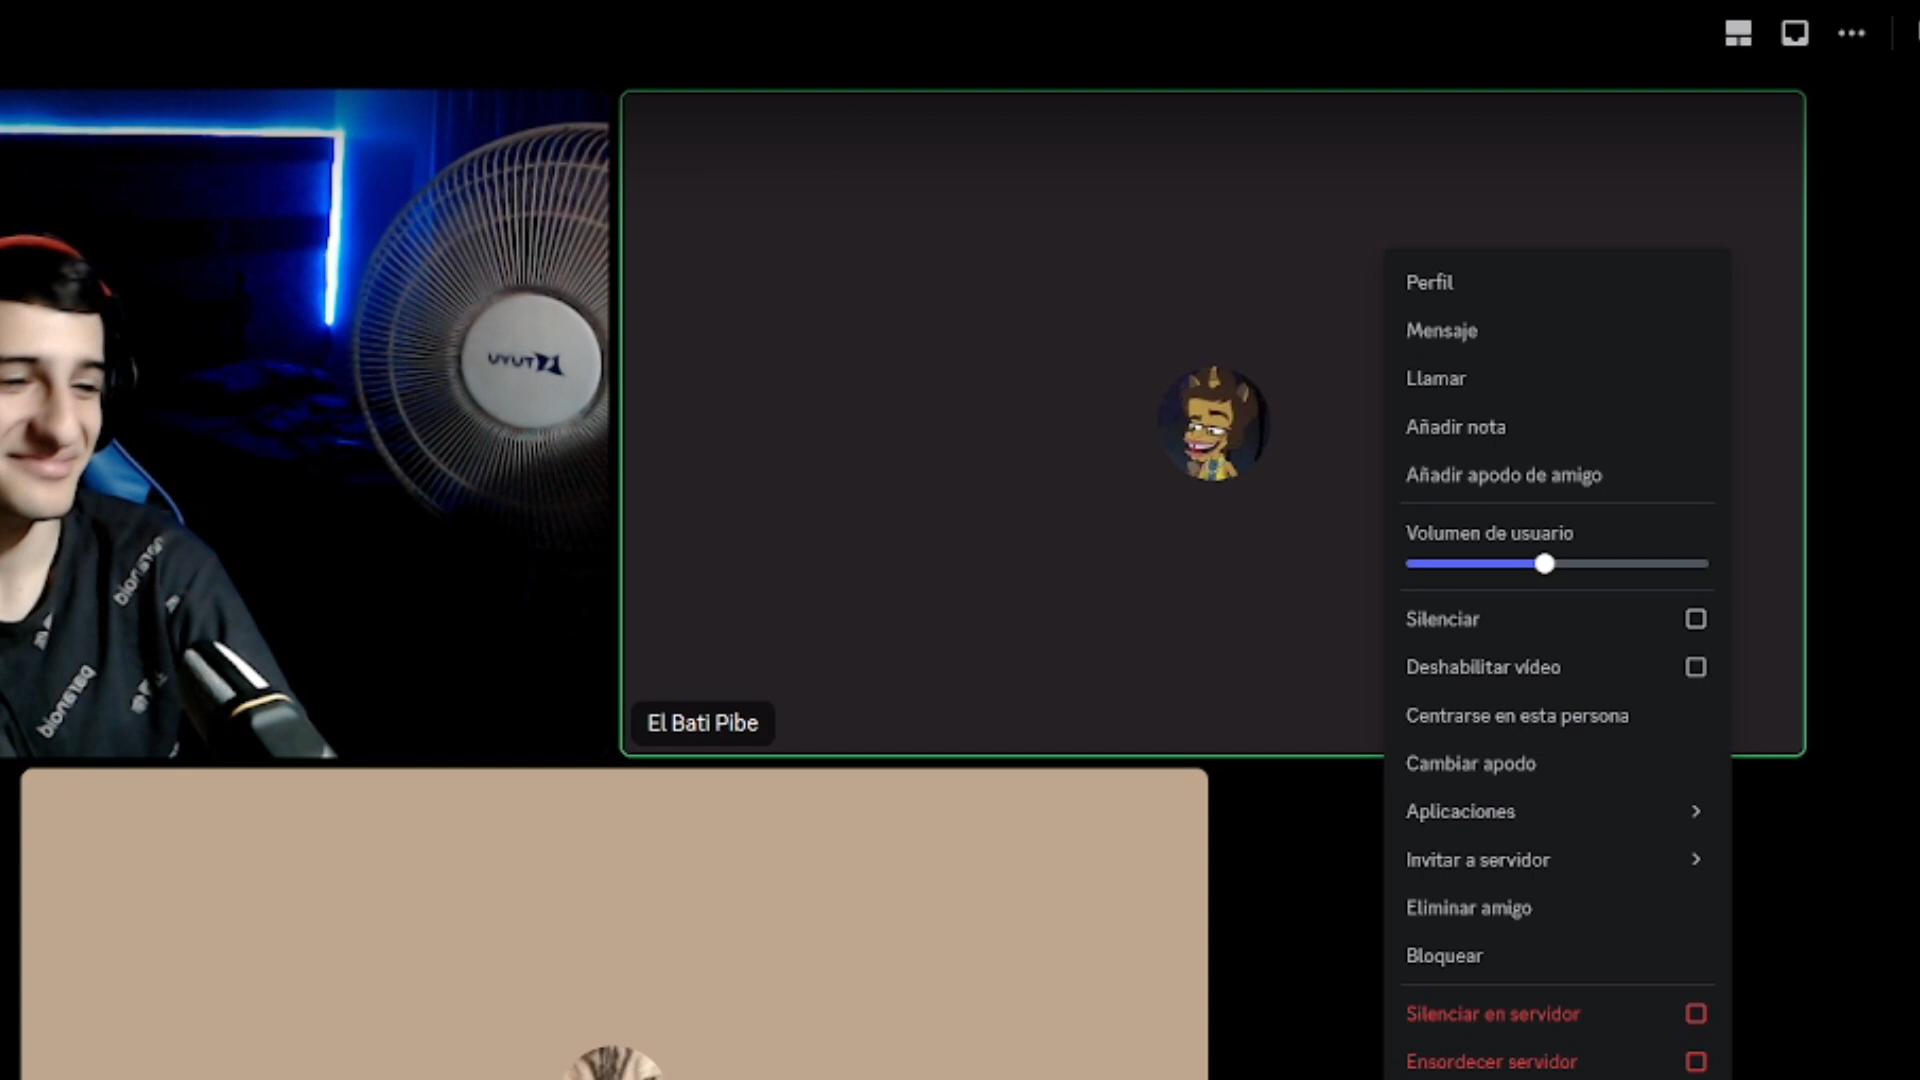 El Bati Pibe
Perfil
Mensaje
Llamar
Añadir nota
Añadir apodo de amigo
Volumen de usuario
Silenciar
Deshabilitar vídeo
Centrarse en esta persona
Cambiar apodo
Aplicaciones
Invitar a servidor
Eliminar amigo
Bloquear
Silenciar en servidor
Ensordecer servidor